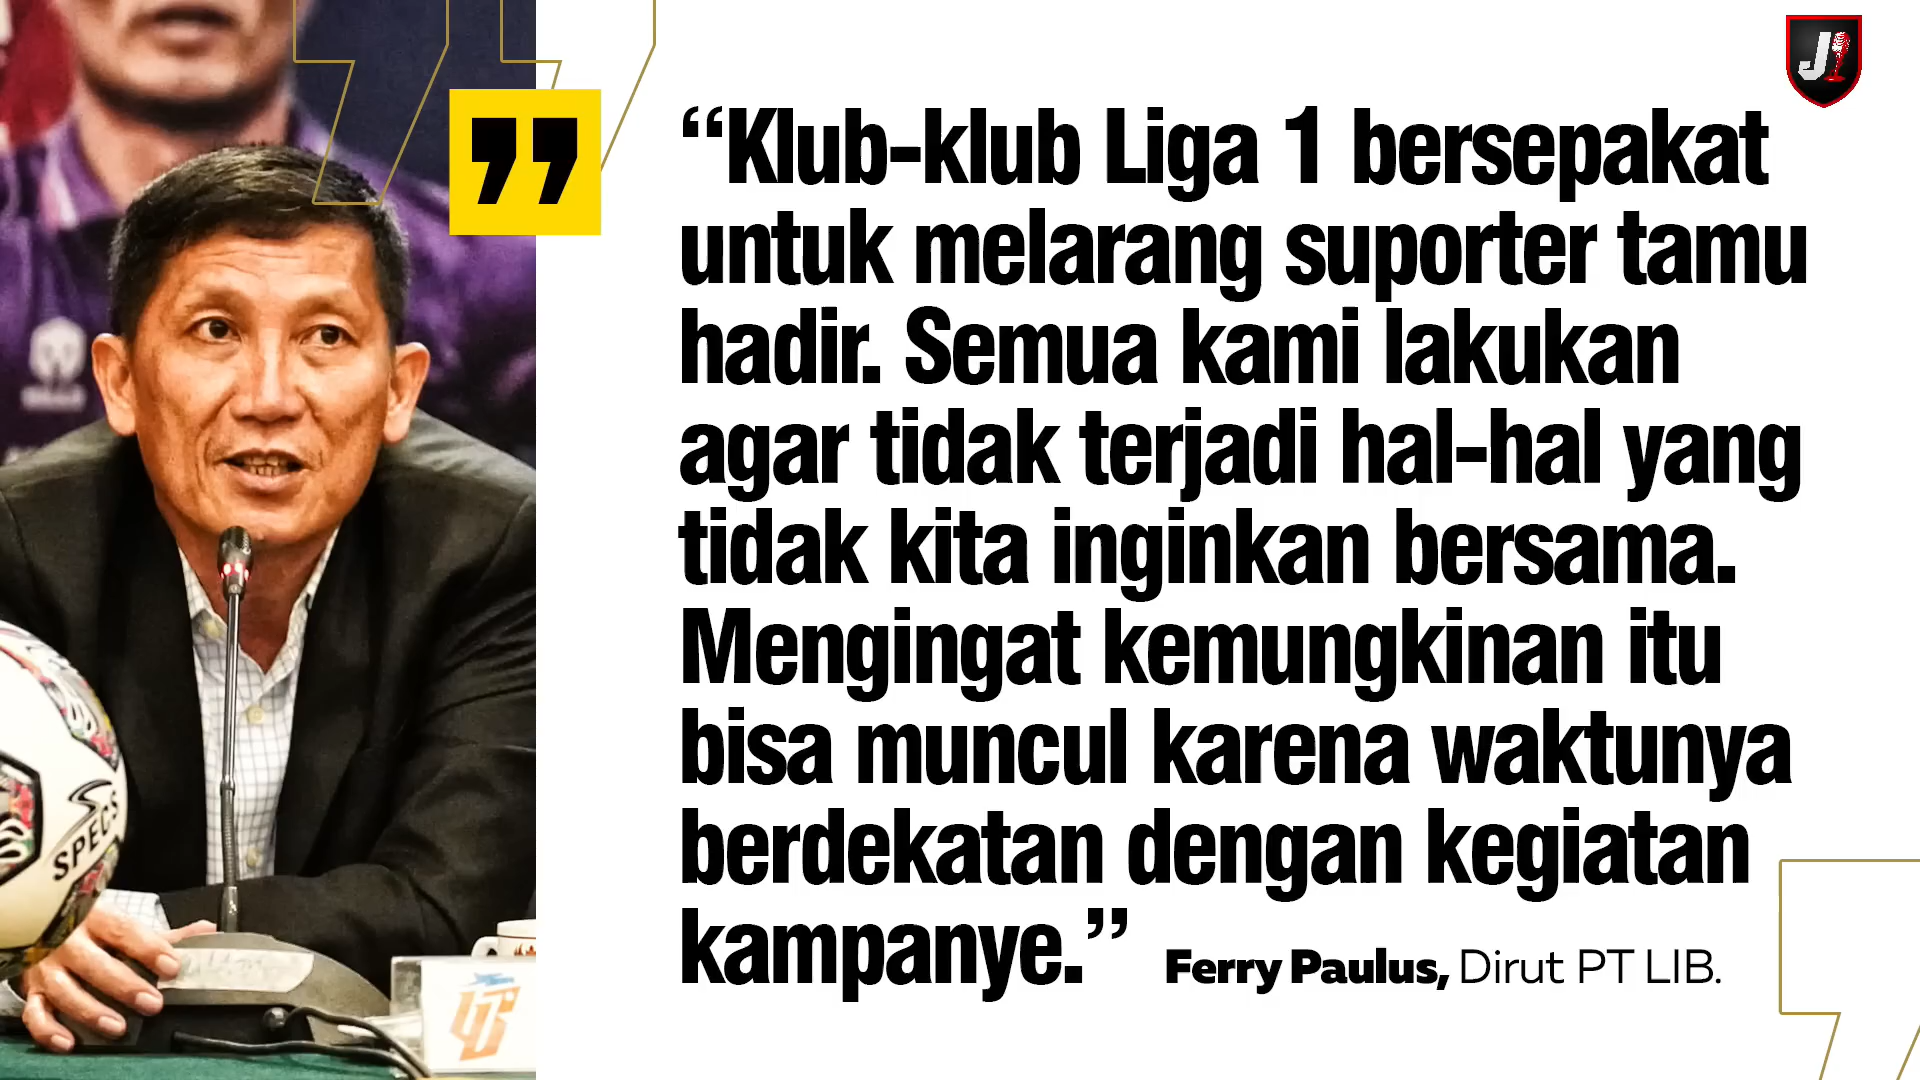 J1
“Klub-klub Liga 1 bersepakat
untuk melarang suporter tamu
hadir. Semua kami lakukan
agar tidak terjadi hal-hal yang
tidak kita inginkan bersama.
Mengingat kemungkinan itu
bisa muncul karena waktunya
berdekatan dengan kegiatan
kampanye.” Ferry Paulus, Dirut PT LIB.
SPECS